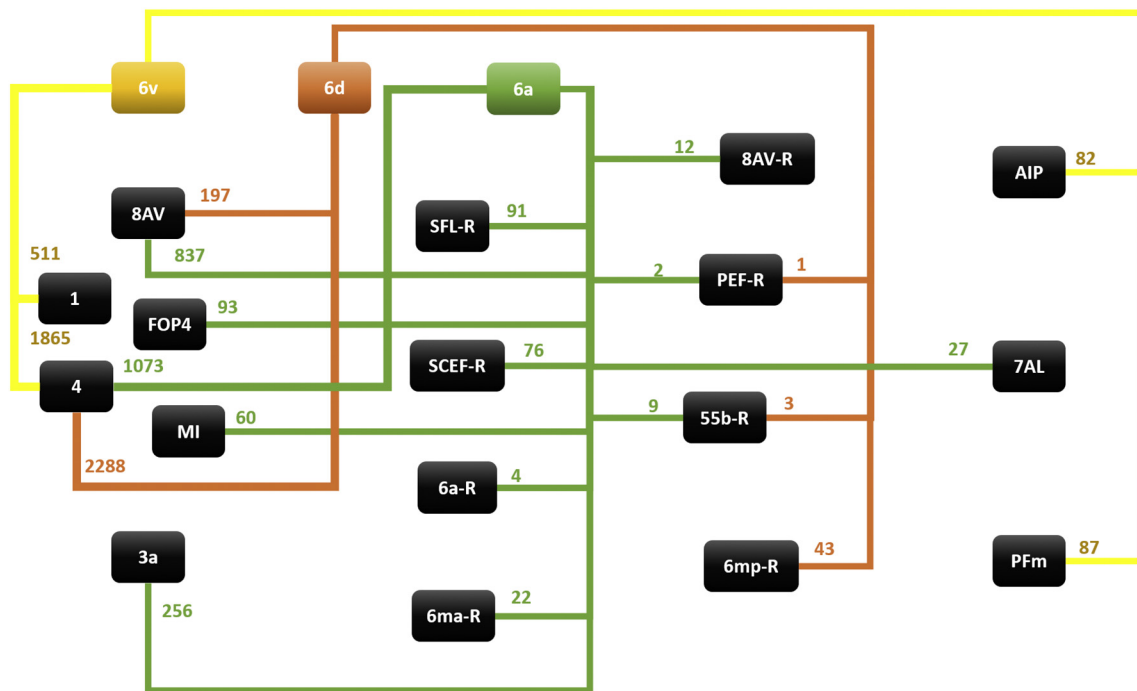 6v
6d
6a
12
8AV-R
AIP
82
8AV
197
SFL-R
91
837
511
1
2
PEF-R
1
FOP4
93
1865
4
1073
SCEF-R
76
27
7AL
MI
60
9
55b-R
3
2288
6a-R
4
3a
6mp-R
43
PFm
87
256
6ma-R
22